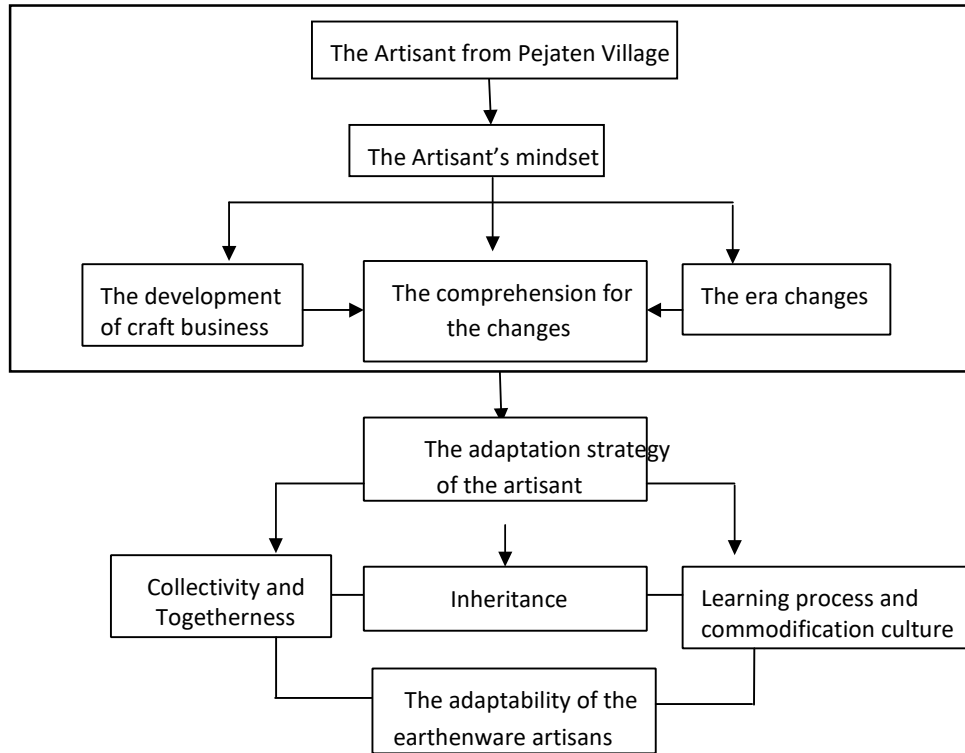 The Artisant from Pejaten Village
The Artisant’s mindset
The development
of craft business
The comprehension for
the changes
The era changes
The adaptation strategy
of the artisant
Collectivity and
Togetherness
Inheritance
Learning process and
commodification culture
The adaptability of the
earthenware artisans